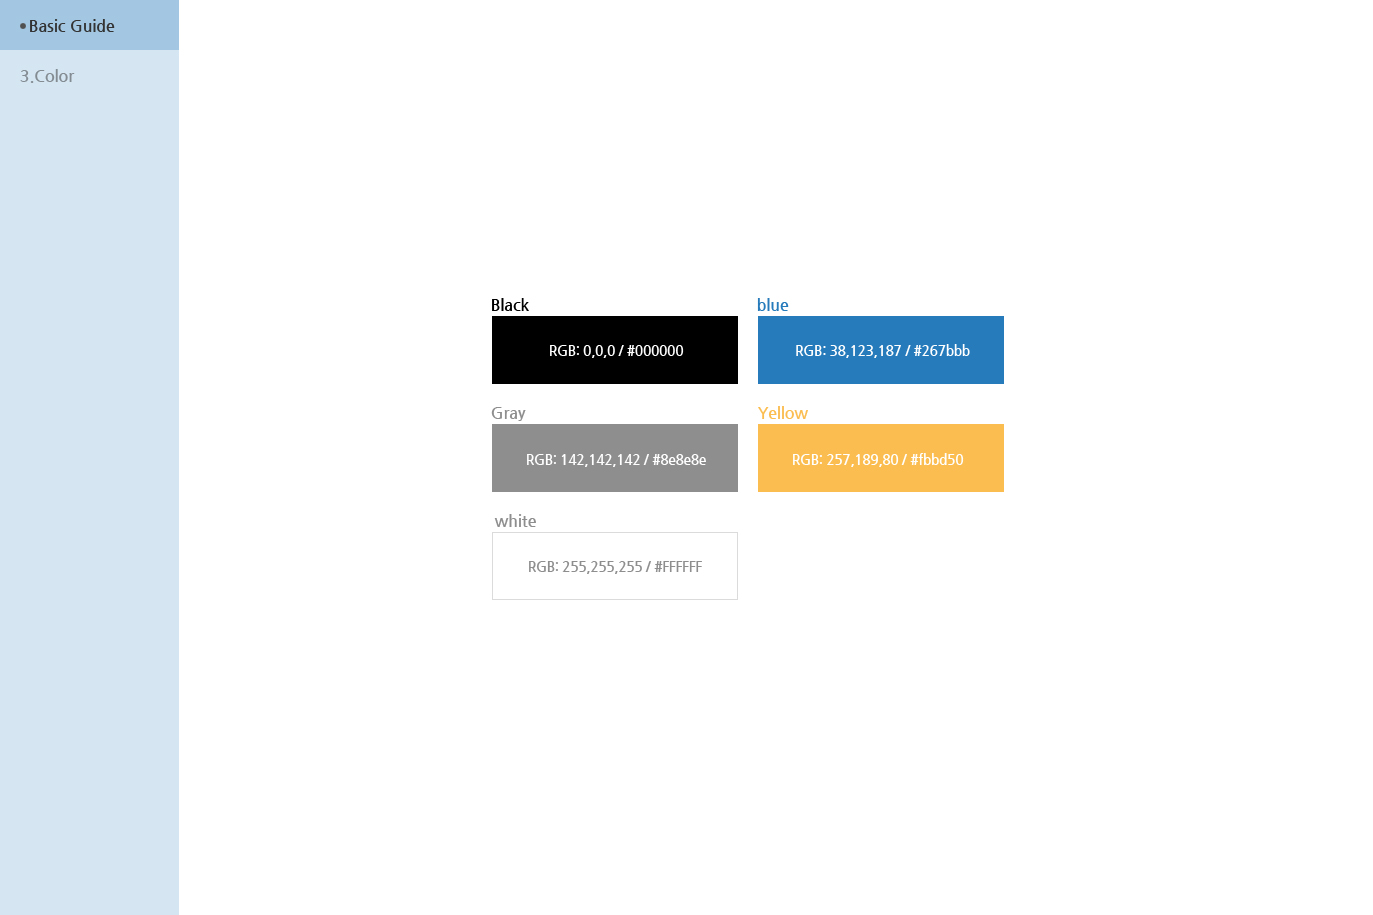 •Basic Guide
3.Color
Black
RGB: 0,0,0 / #000000
blue
RGB: 38,123,187 / #267bbb
Gray
RGB: 142,142,142 / #8e8e8e
Yellow
RGB: 257,189,80 / #fbbd50
white
RGB: 255,255,255 / #FFFFFF